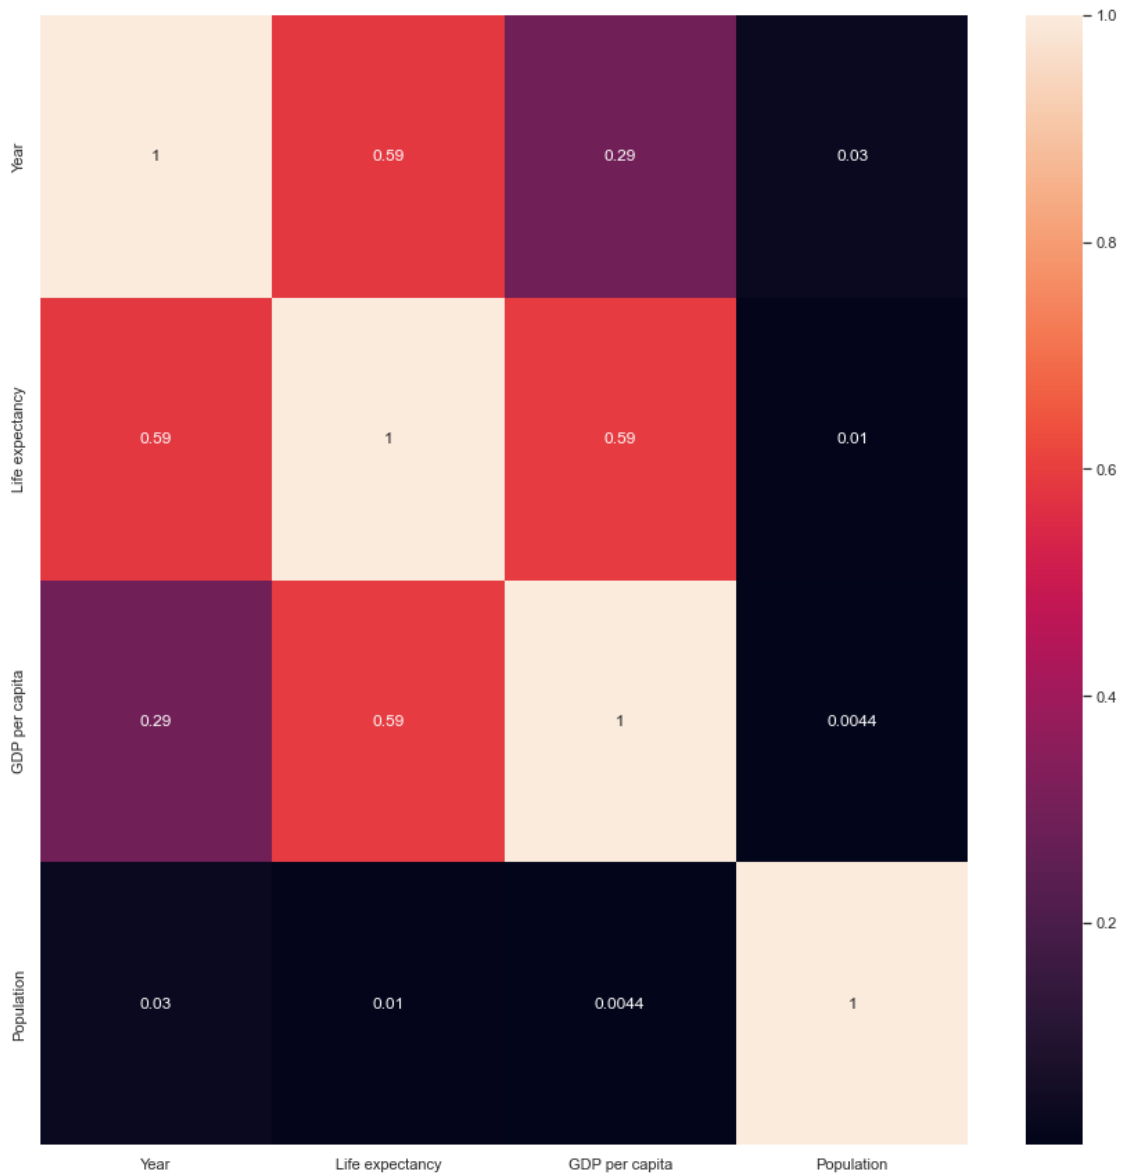 1.0
Year
1
0.59
0.29
0.03
0.8
Life expectancy
0.59
1
0.59
0.01
0.6
GDP per capita
0.29
0.59
1
0.0044
0.4
0.2
Population
0.03
0.01
0.0044
1
Year
Life expectancy
GDP per capita
Population